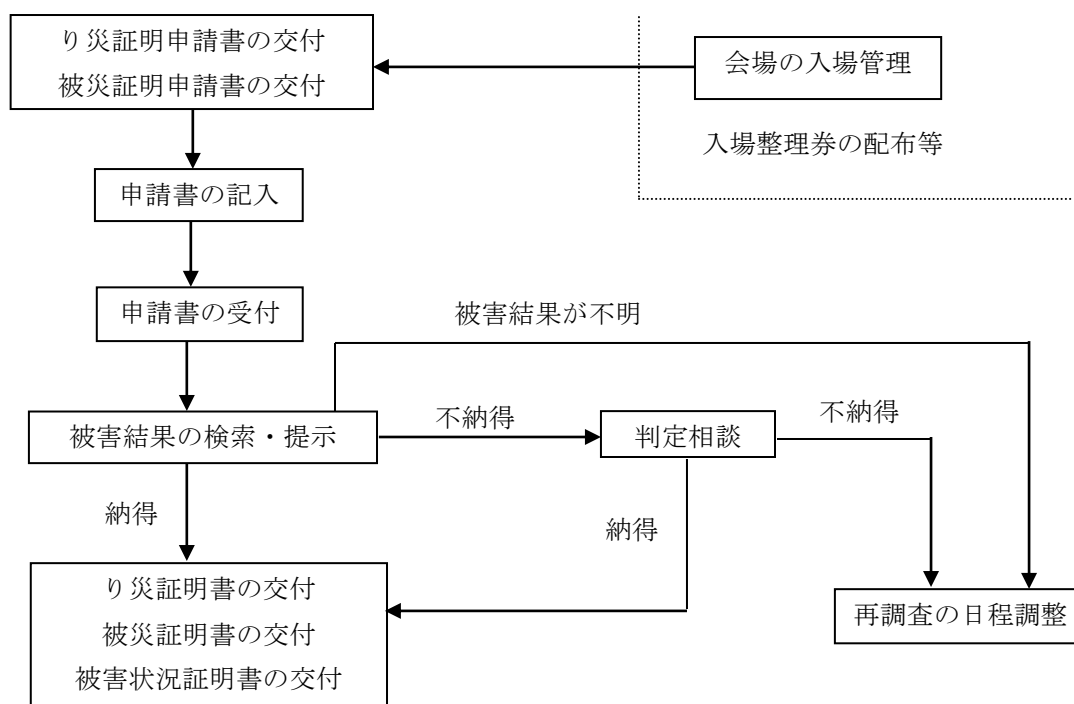 り災証明申請書の交付
被災証明申請書の交付
会場の入場管理
入場整理券の配布等
申請書の記入
申請書の受付
被害結果が不明
被害結果の検索・提示
不納得
判定相談
不納得
納得
納得
り災証明書の交付
被災証明書の交付
被害状況証明書の交付
再調査の日程調整